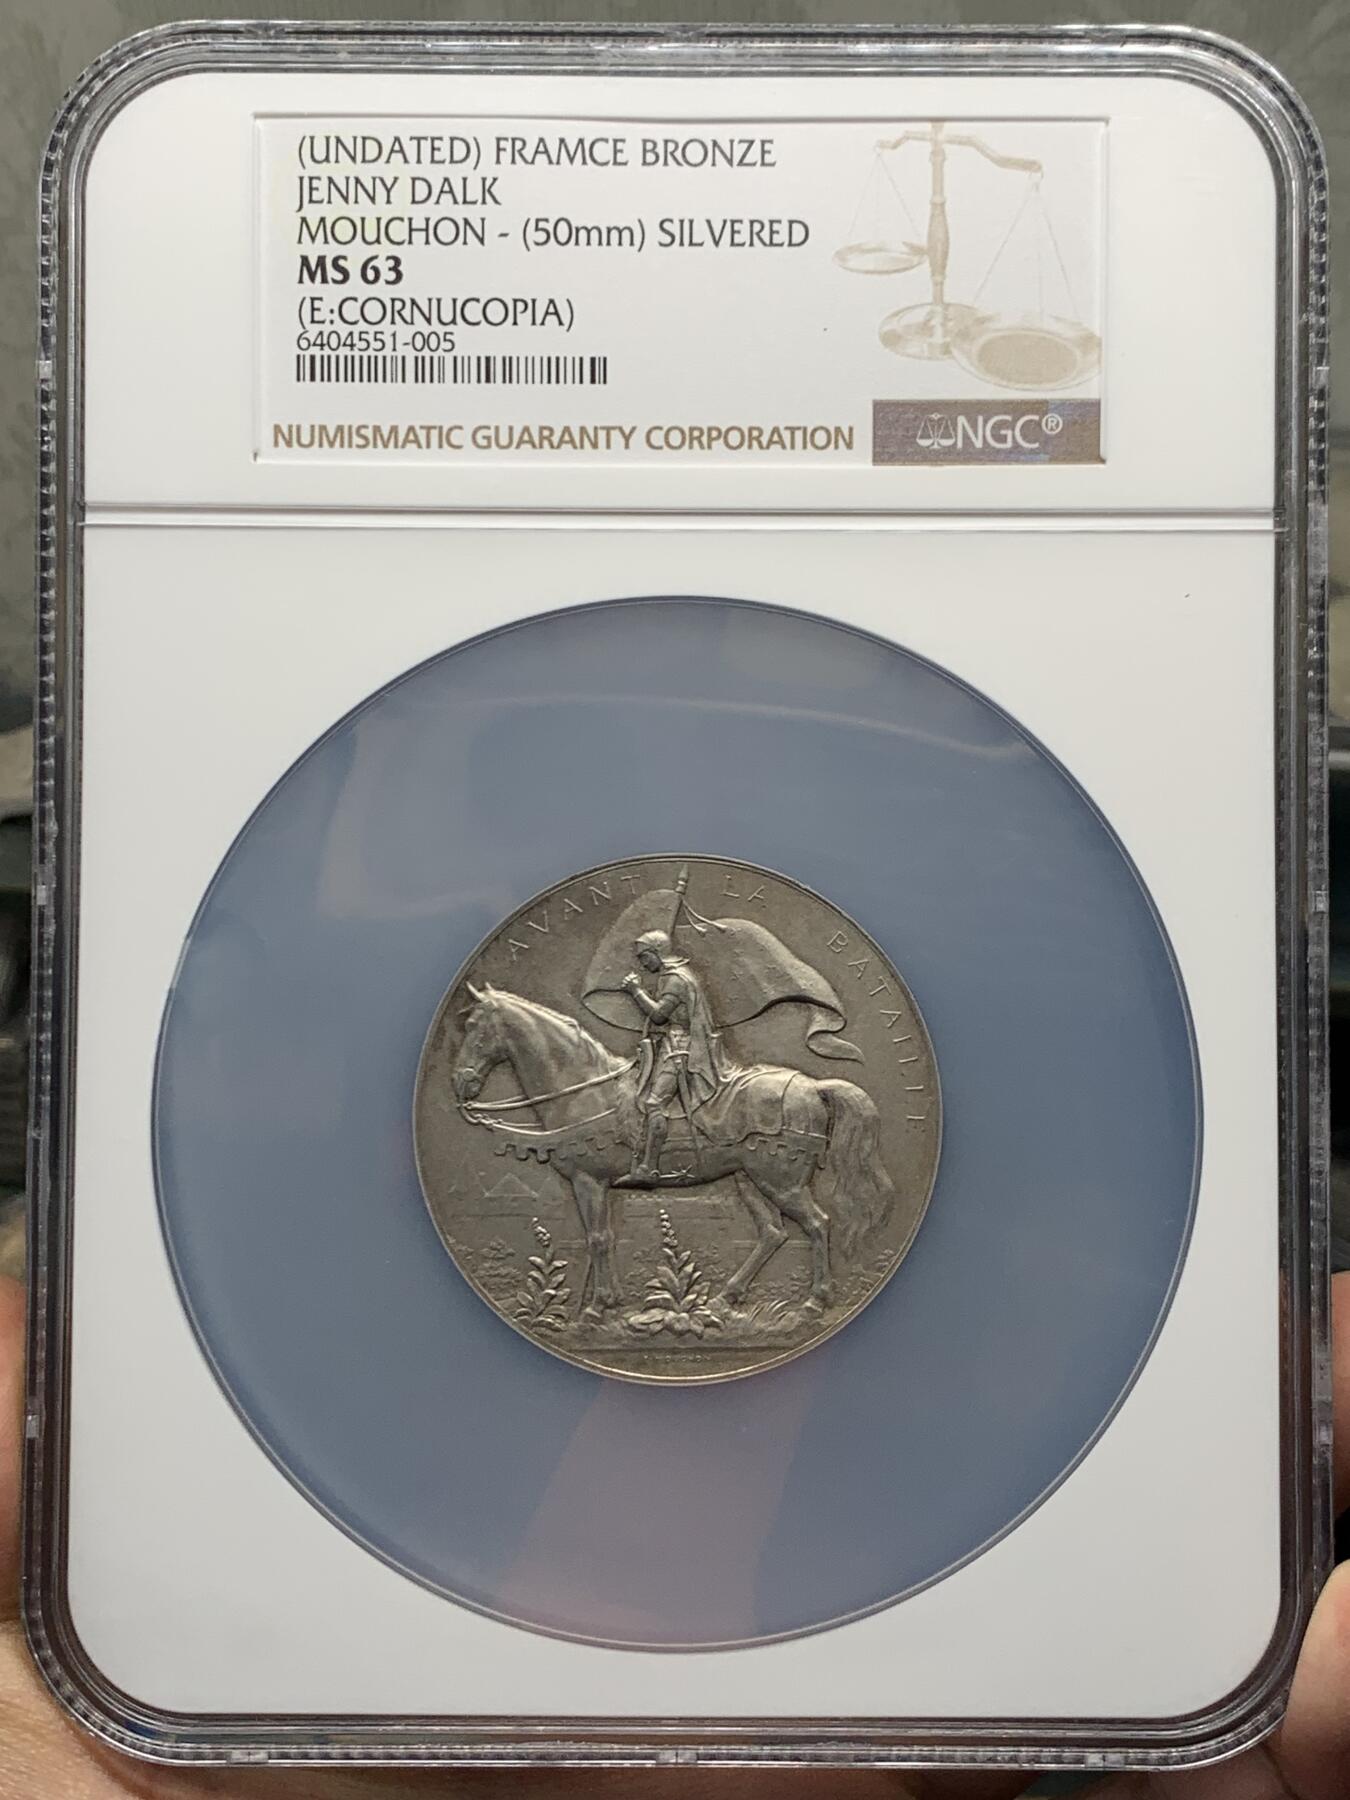 (UNDATED) FRAMCE BRONZE
JENNY DALK
MOUCHON - (50mm) SILVERED
MS 63
(E:CORNUCOPIA)
6404551-005
NUMISMATIC GUARANTY CORPORATION
NGC®
AVANT LA BATAILLE